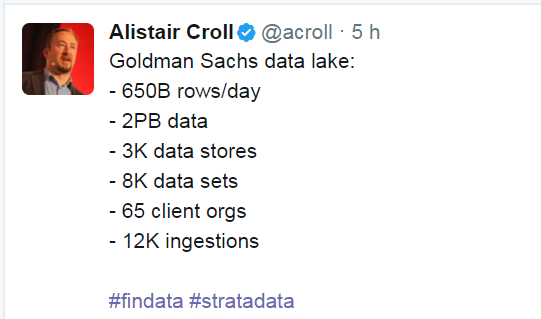 Alistair Croll @acroll · 5 h
Goldman Sachs data lake:
- 650B rows/day
- 2PB data
- 3K data stores
- 8K data sets
- 65 client orgs
- 12K ingestions
#findata #stratadata